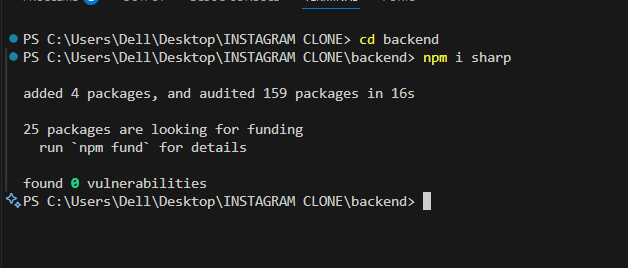 PS C:\Users\Dell\Desktop\INSTAGRAM CLONE> cd backend
PS C:\Users\Dell\Desktop\INSTAGRAM CLONE\backend> npm i sharp
added 4 packages, and audited 159 packages in 16s
25 packages are looking for funding
run `npm fund` for details
found 0 vulnerabilities
PS C:\Users\Dell\Desktop\INSTAGRAM CLONE\backend>